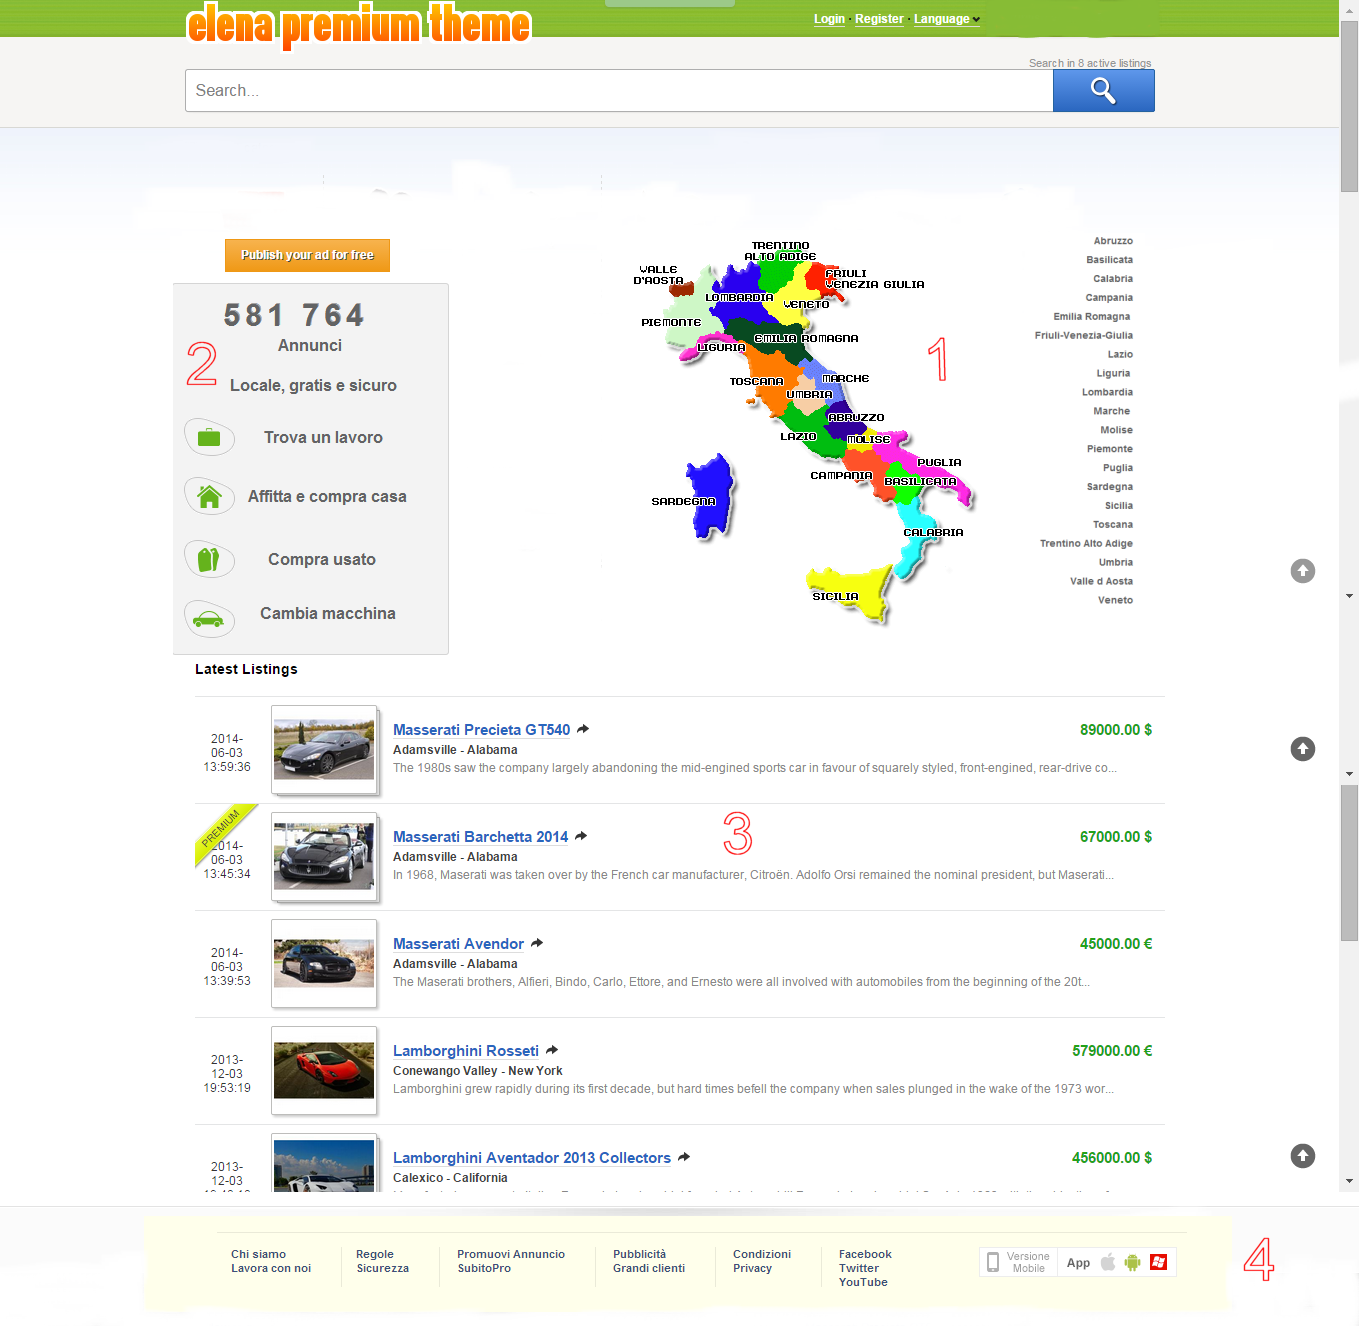 elena premium theme
Login · Register · Language
Search in 8 active listings
Search...
Publish your ad for free
581 764
Annunci
2
Locale, gratis e sicuro
Trova un lavoro
Affitta e compra casa
Compra usato
Cambia macchina
TRENTINO
ALTO ADIGE
VALLE
D'AOSTA
FRIULI
VENEZIA GIULIA
LOMBARDIA
VENETO
PIEMONTE
EMILIA ROMAGNA
LIGURIA
TOSCANA
MARCHE
UMBRIA
ABRUZZO
LAZIO
MOLISE
PUGLIA
CAMPANIA
BASILICATA
SARDEGNA
CALABRIA
SICILIA
1
Abruzzo
Basilicata
Calabria
Campania
Emilia Romagna
Friuli-Venezia-Giulia
Lazio
Liguria
Lombardia
Marche
Molise
Piemonte
Puglia
Sardegna
Sicilia
Toscana
Trentino Alto Adige
Umbria
Valle d Aosta
Veneto
Latest Listings
2014-
06-03
13:59:36
Masserati Precieta GT540
Adamsville - Alabama
The 1980s saw the company largely abandoning the mid-engined sports car in favour of squarely styled, front-engined, rear-drive co...
89000.00 $
PREMIUM
2014-
06-03
13:45:34
Masserati Barchetta 2014
Adamsville - Alabama
In 1968, Maserati was taken over by the French car manufacturer, Citroën. Adolfo Orsi remained the nominal president, but Maserati...
67000.00 $
3
2014-
06-03
13:39:53
Masserati Avendor
Adamsville - Alabama
The Maserati brothers, Alfieri, Bindo, Carlo, Ettore, and Ernesto were all involved with automobiles from the beginning of the 20t...
45000.00 €
2013-
12-03
19:53:19
Lamborghini Rosseti
Conewango Valley - New York
Lamborghini grew rapidly during its first decade, but hard times befell the company when sales plunged in the wake of the 1973 wor...
579000.00 €
2013-
12-03
Lamborghini Aventador 2013 Collectors
Calexico - California
456000.00 $
Chi siamo
Lavora con noi
Regole
Sicurezza
Promuovi Annuncio
SubitoPro
Pubblicità
Grandi clienti
Condizioni
Privacy
Facebook
Twitter
YouTube
Versione
Mobile
App
4